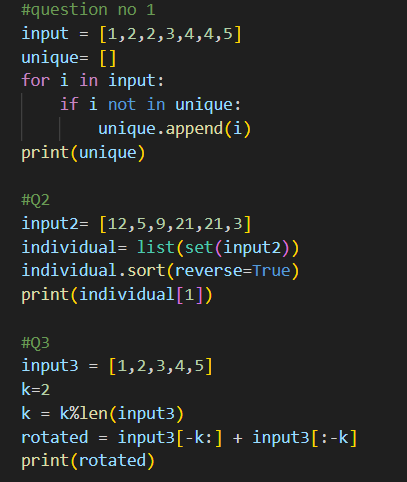 #question no 1
input = [1,2,2,3,4,4,5]
unique= []
for i in input:
    if i not in unique:
        unique.append(i)
print(unique)

#Q2
input2= [12,5,9,21,21,3]
individual= list(set(input2))
individual.sort(reverse=True)
print(individual[1])

#Q3
input3 = [1,2,3,4,5]
k=2
k = k%len(input3)
rotated = input3[-k:] + input3[:-k]
print(rotated)